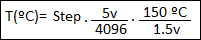 T(ºC)= Step . 5v/4096 . 150 ºC/1.5v